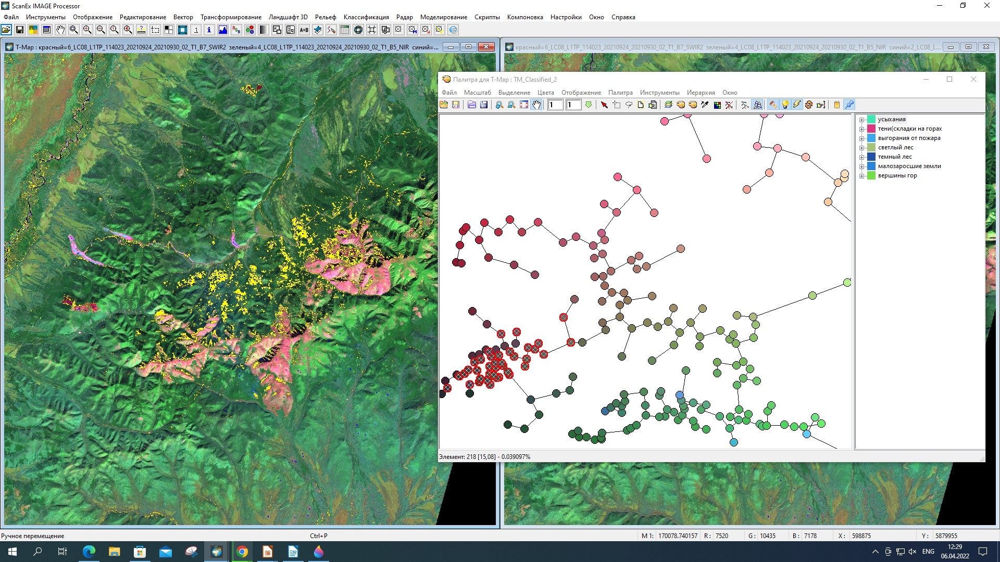 ScanEx IMAGE Processor
Файл Инструменты Отображение Редактирование Вектор Трансформирование Ландшафт 3D Рельеф Классификация Радар Моделирование Скрипты Компоновка Настройки Окно Справка
T-Map : красный=6_LC08_L1TP_114023_20210924_20210930_02_T1_B7_SWIR2 зеленый=4_LC08_L1TP_114023_20210924_20210930_02_T1_B5_NIR синий=...
красный=6_LC08_L1TP_114023_20210924_20210930_02_T1_B7_SWIR2 зеленый=4_LC08_L1TP_114023_20210924_20210930_02_T1_B5_NIR синий=2_LC08_L...
Палитра для T-Map : TM_Classified_2
Файл Масштаб Выделение Цвета Отображение Палитра Инструменты Иерархия Окно
1 1
усыхания
тени(складки на горах
выгорания от пожара
светлый лес
темный лес
малозаросшие земли
вершины гор
Элемент: 218 [15,08] - 0.039097%
Ручное перемещение Ctrl+P M 1: 170078.740157 R: 7520 G: 10435 B: 7178 X: 598875 Y: 5879955
ENG
12:29
06.04.2022